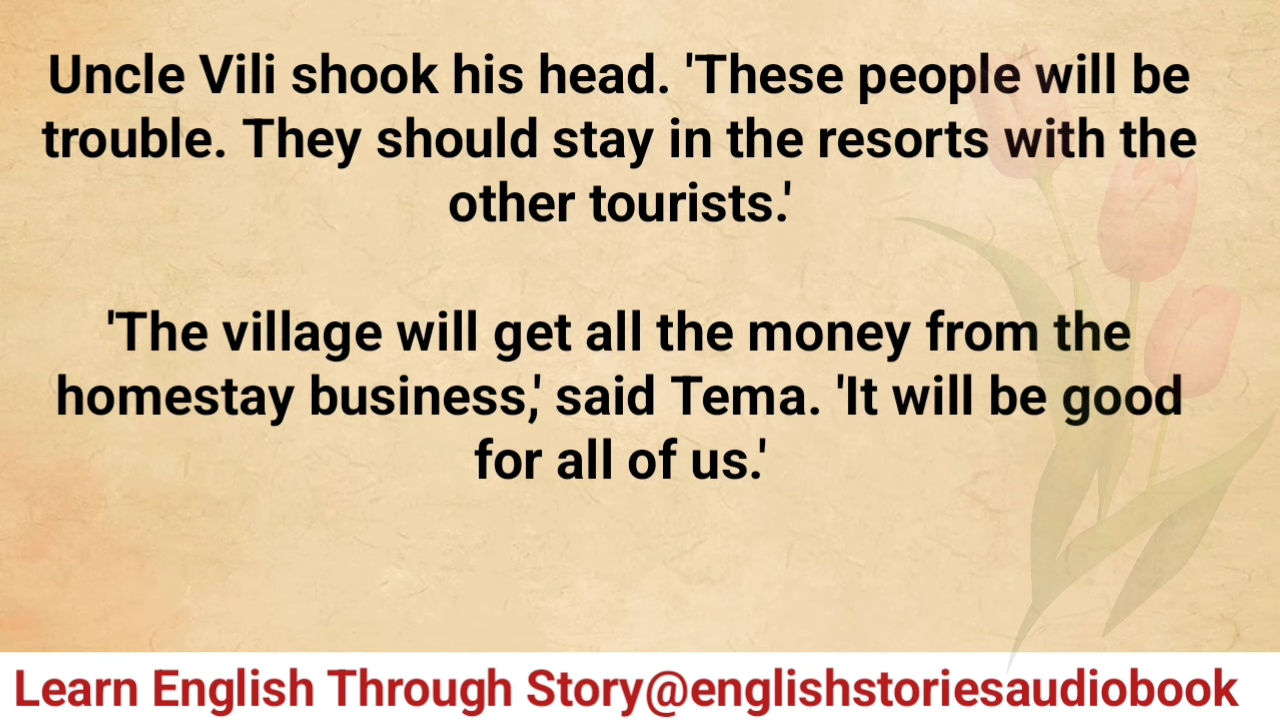 Uncle Vili shook his head. 'These people will be
trouble. They should stay in the resorts with the
other tourists.'
'The village will get all the money from the
homestay business,' said Tema. 'It will be good
for all of us.'
Learn English Through Story@englishstoriesaudiobook